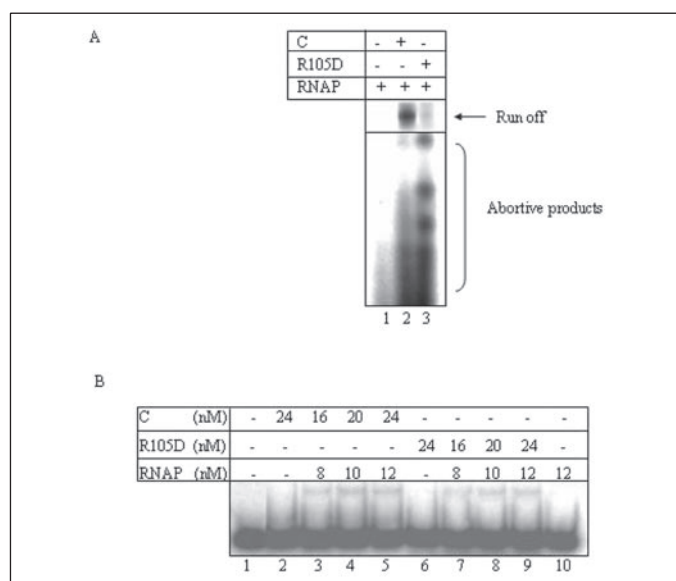 A
C - + -
R105D - - +
RNAP + + +
Run off
Abortive products
1 2 3
B
C (nM) - 24 16 20 24 - - - - -
R105D (nM) - - - - - 24 16 20 24 -
RNAP (nM) - - 8 10 12 - 8 10 12 12
1 2 3 4 5 6 7 8 9 10